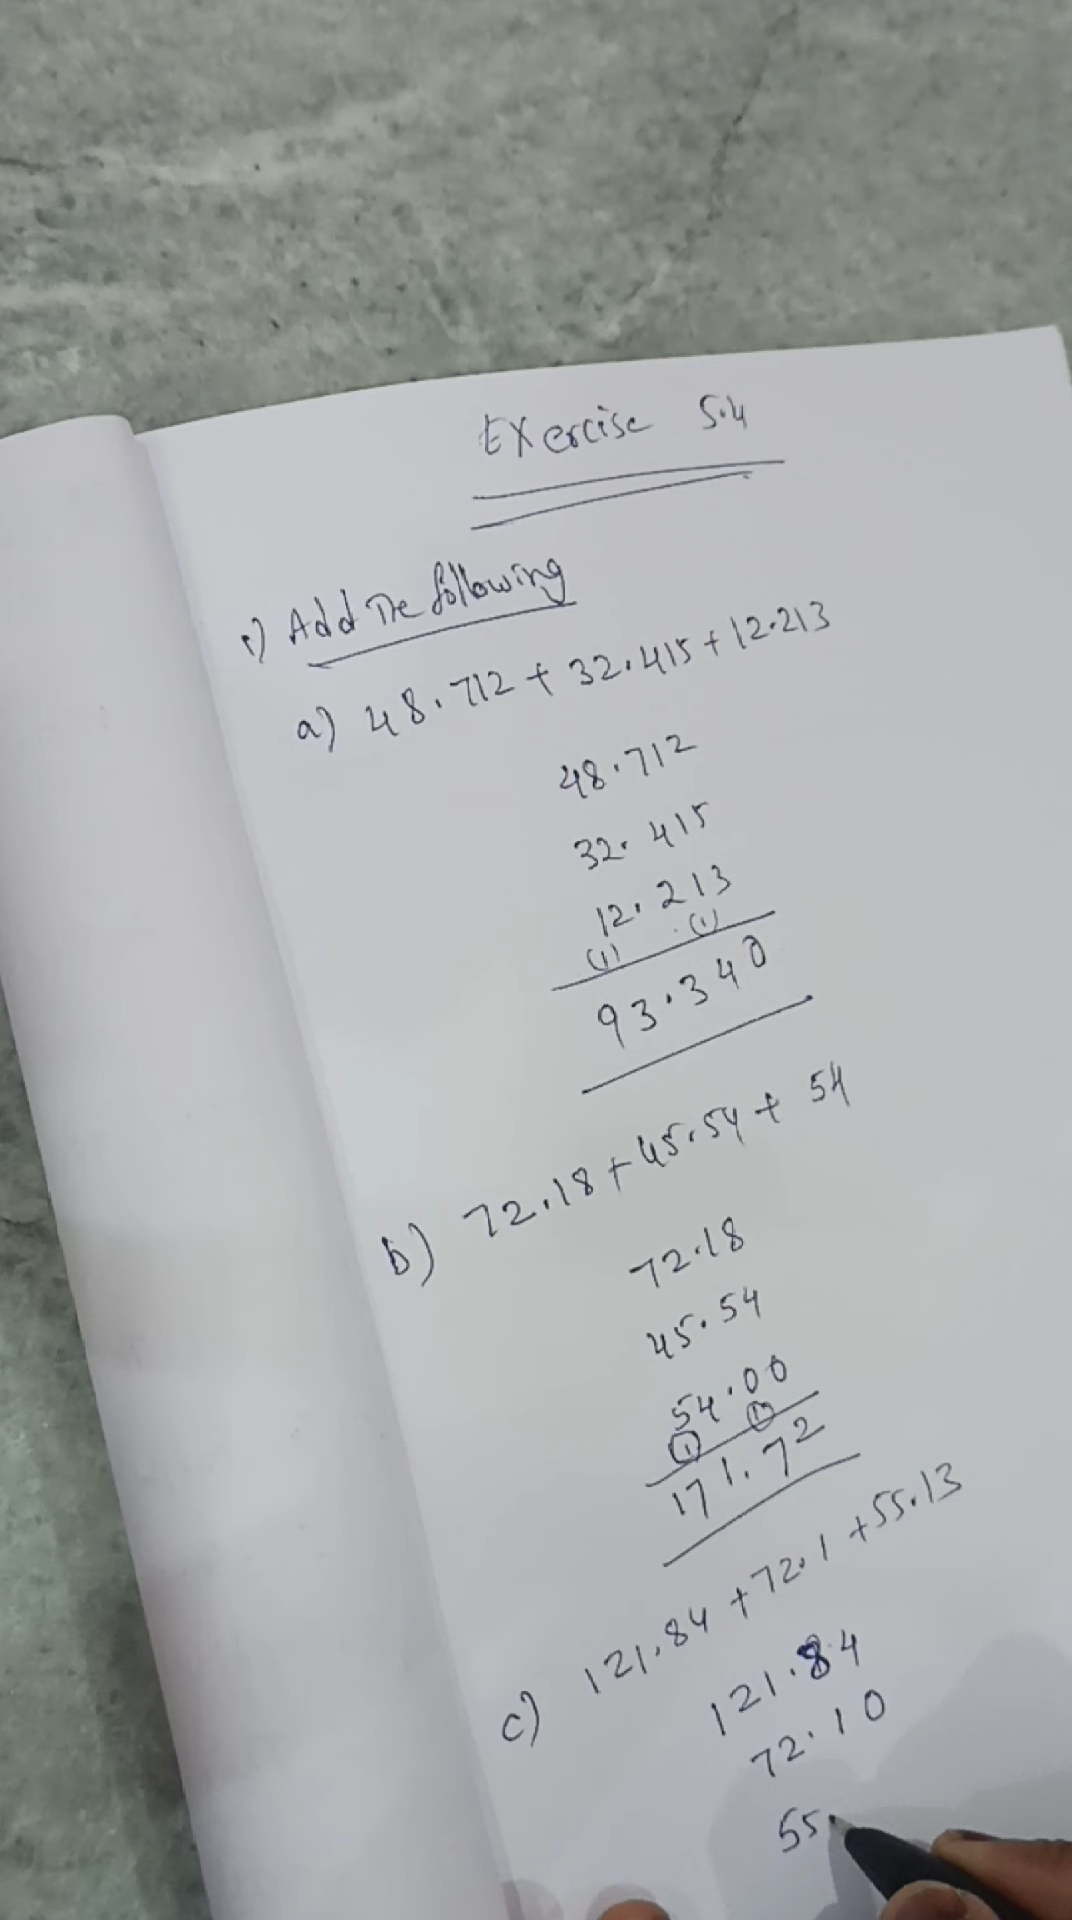 Exercise 5.4
1) Add The following
a) 48.712 + 32.415 + 12.213
48.712
32.415
12.213
(1) (1)
93.340
b) 72.18 + 45.54 + 54
72.18
45.54
54.00
(1) (1)
171.72
c) 121.84 + 72.1 + 55.13
121.84
72.10
55.